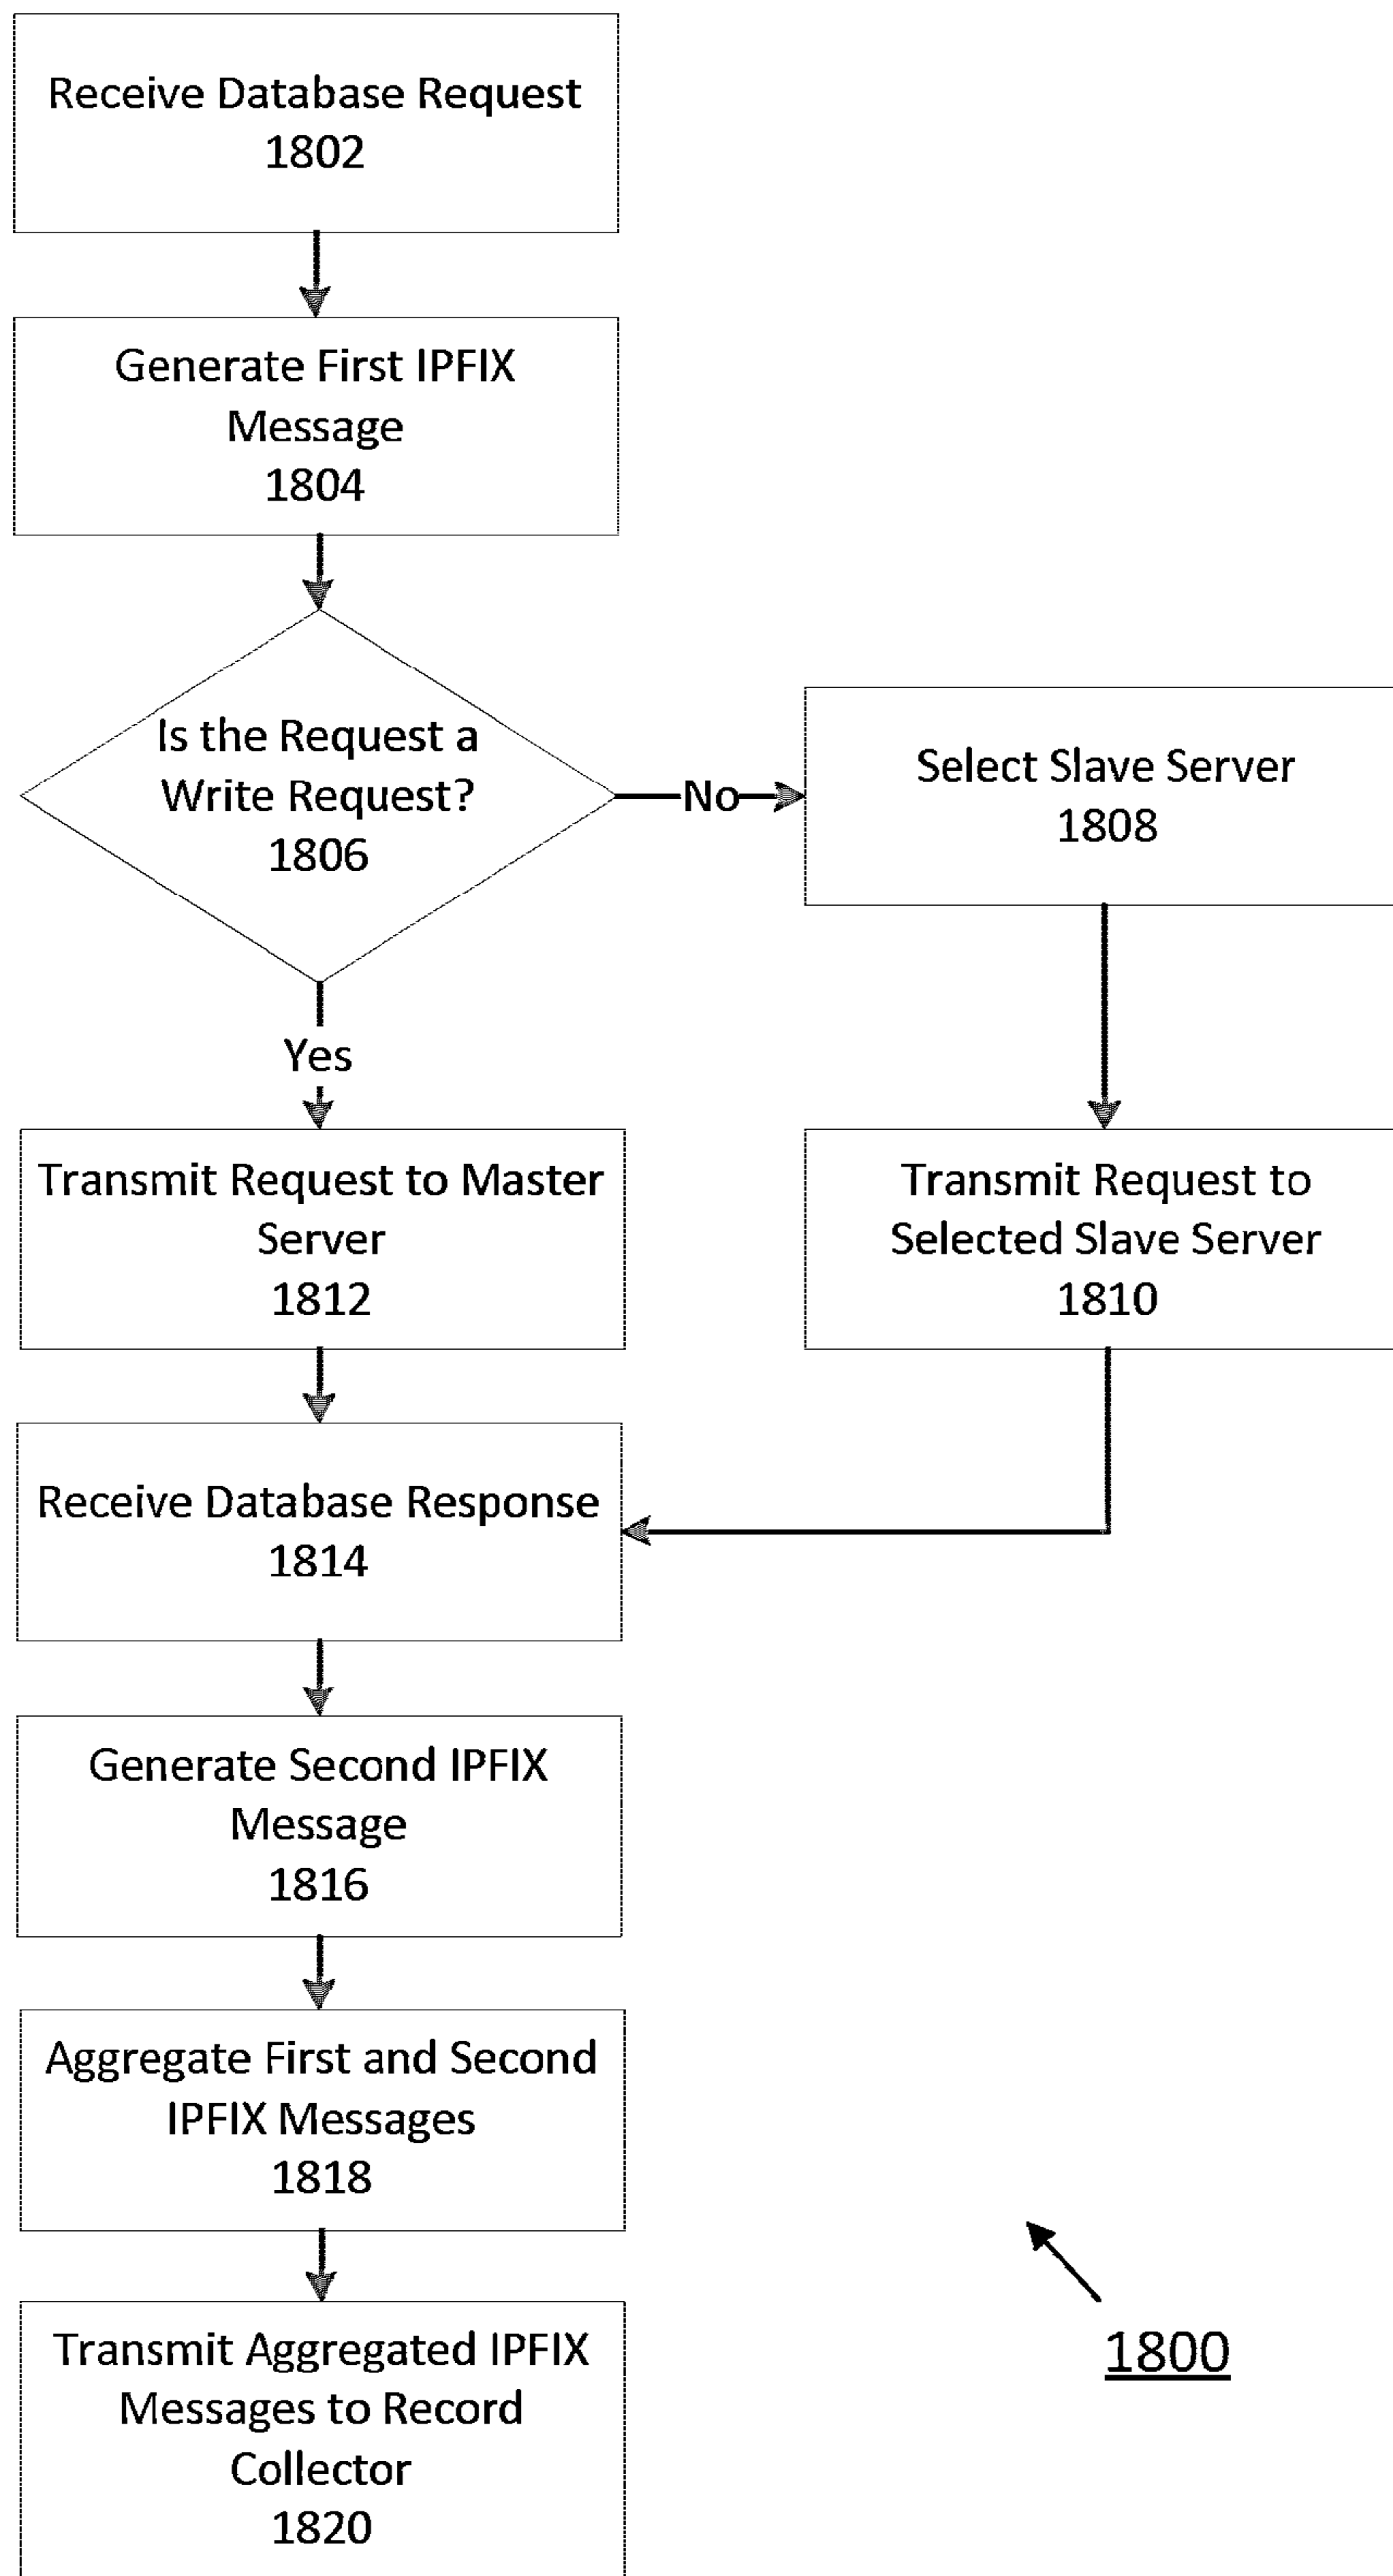 Receive Database Request
1802
Generate First IPFIX
Message
1804
Is the Request a
Write Request?
1806
No
Select Slave Server
1808
Yes
Transmit Request to Master
Server
1812
Transmit Request to
Selected Slave Server
1810
Receive Database Response
1814
Generate Second IPFIX
Message
1816
Aggregate First and Second
IPFIX Messages
1818
Transmit Aggregated IPFIX
Messages to Record
Collector
1820
1800